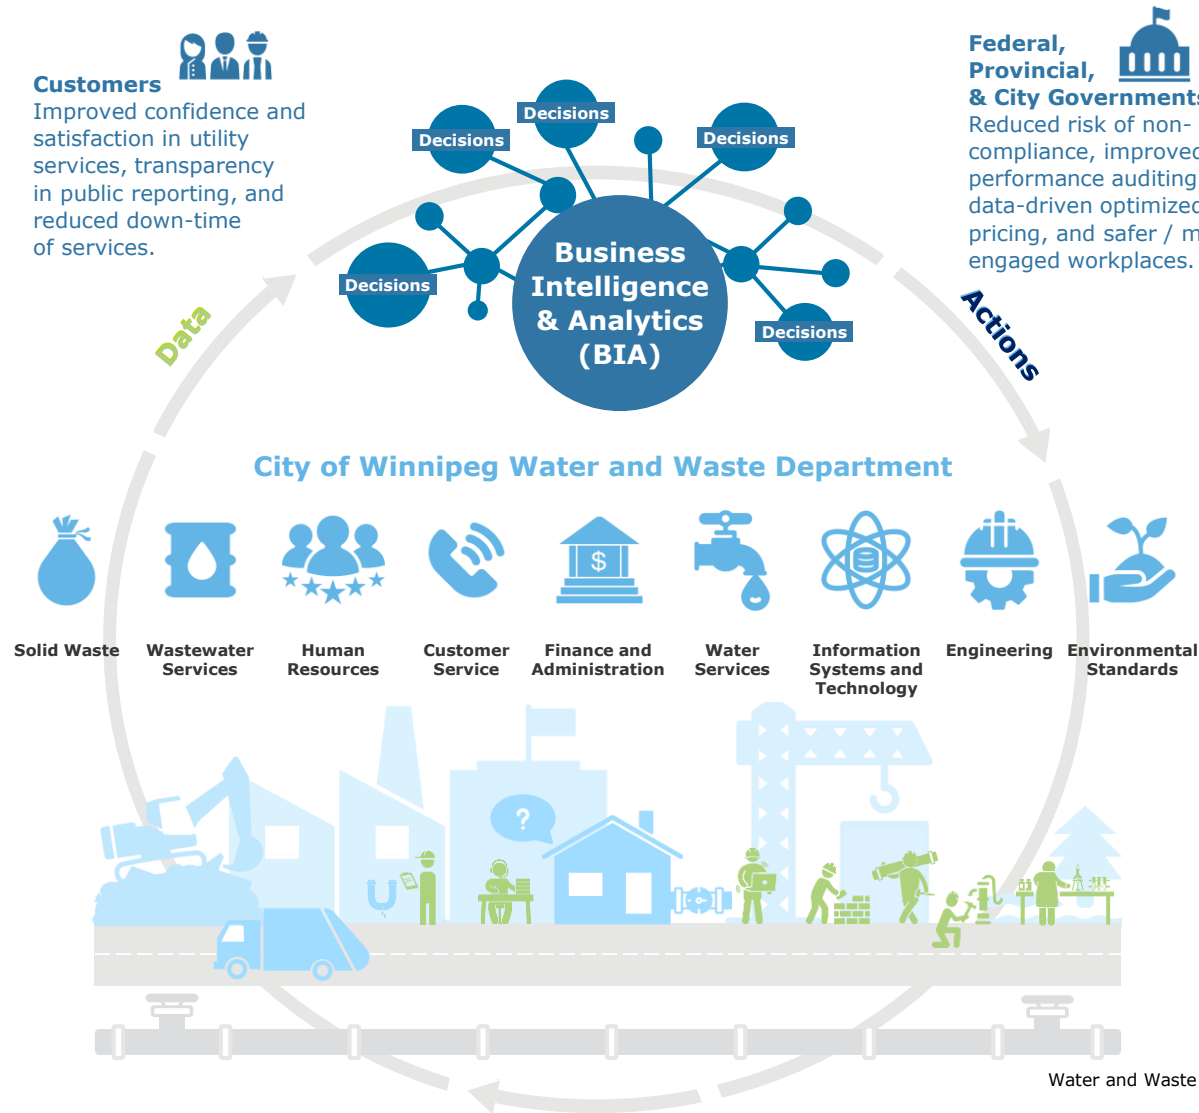 Customers
Improved confidence and
satisfaction in utility
services, transparency
in public reporting, and
reduced down-time
of services.
Federal,
Provincial,
& City Governments
Reduced risk of non-
compliance, improved
performance auditing
data-driven optimized
pricing, and safer / m
engaged workplaces.
Decisions
Decisions
Decisions
Decisions
Decisions
Business
Intelligence
& Analytics
(BIA)
Data
Actions
City of Winnipeg Water and Waste Department
$
Solid Waste
Wastewater
Services
Human
Resources
Customer
Service
Finance and
Administration
Water
Services
Information
Systems and
Technology
Engineering
Environmental
Standards
?
Water and Waste